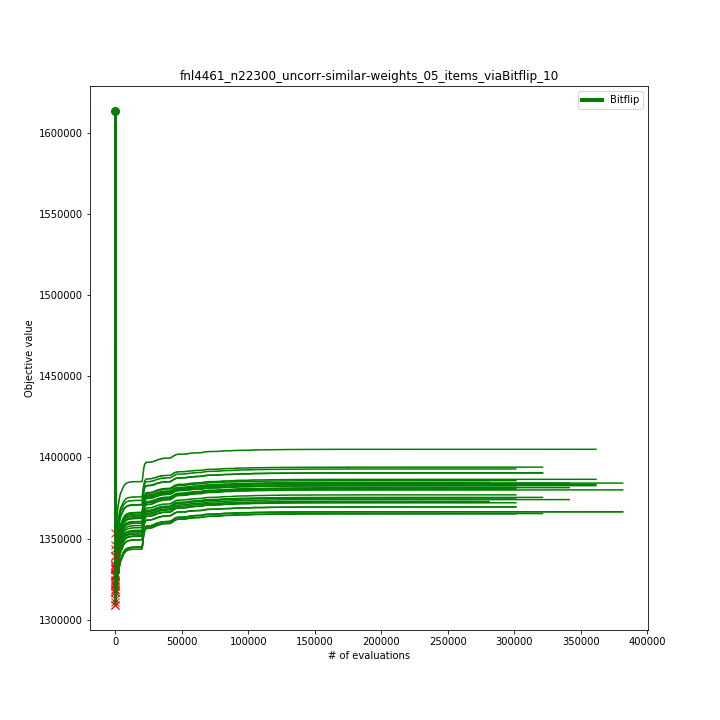 fnl4461_n22300_uncorr-similar-weights_05_items_viaBitflip_10
Bitflip
1600000
1550000
1500000
1450000
1400000
1350000
1300000
Objective value
0 50000 100000 150000 200000 250000 300000 350000 400000
# of evaluations